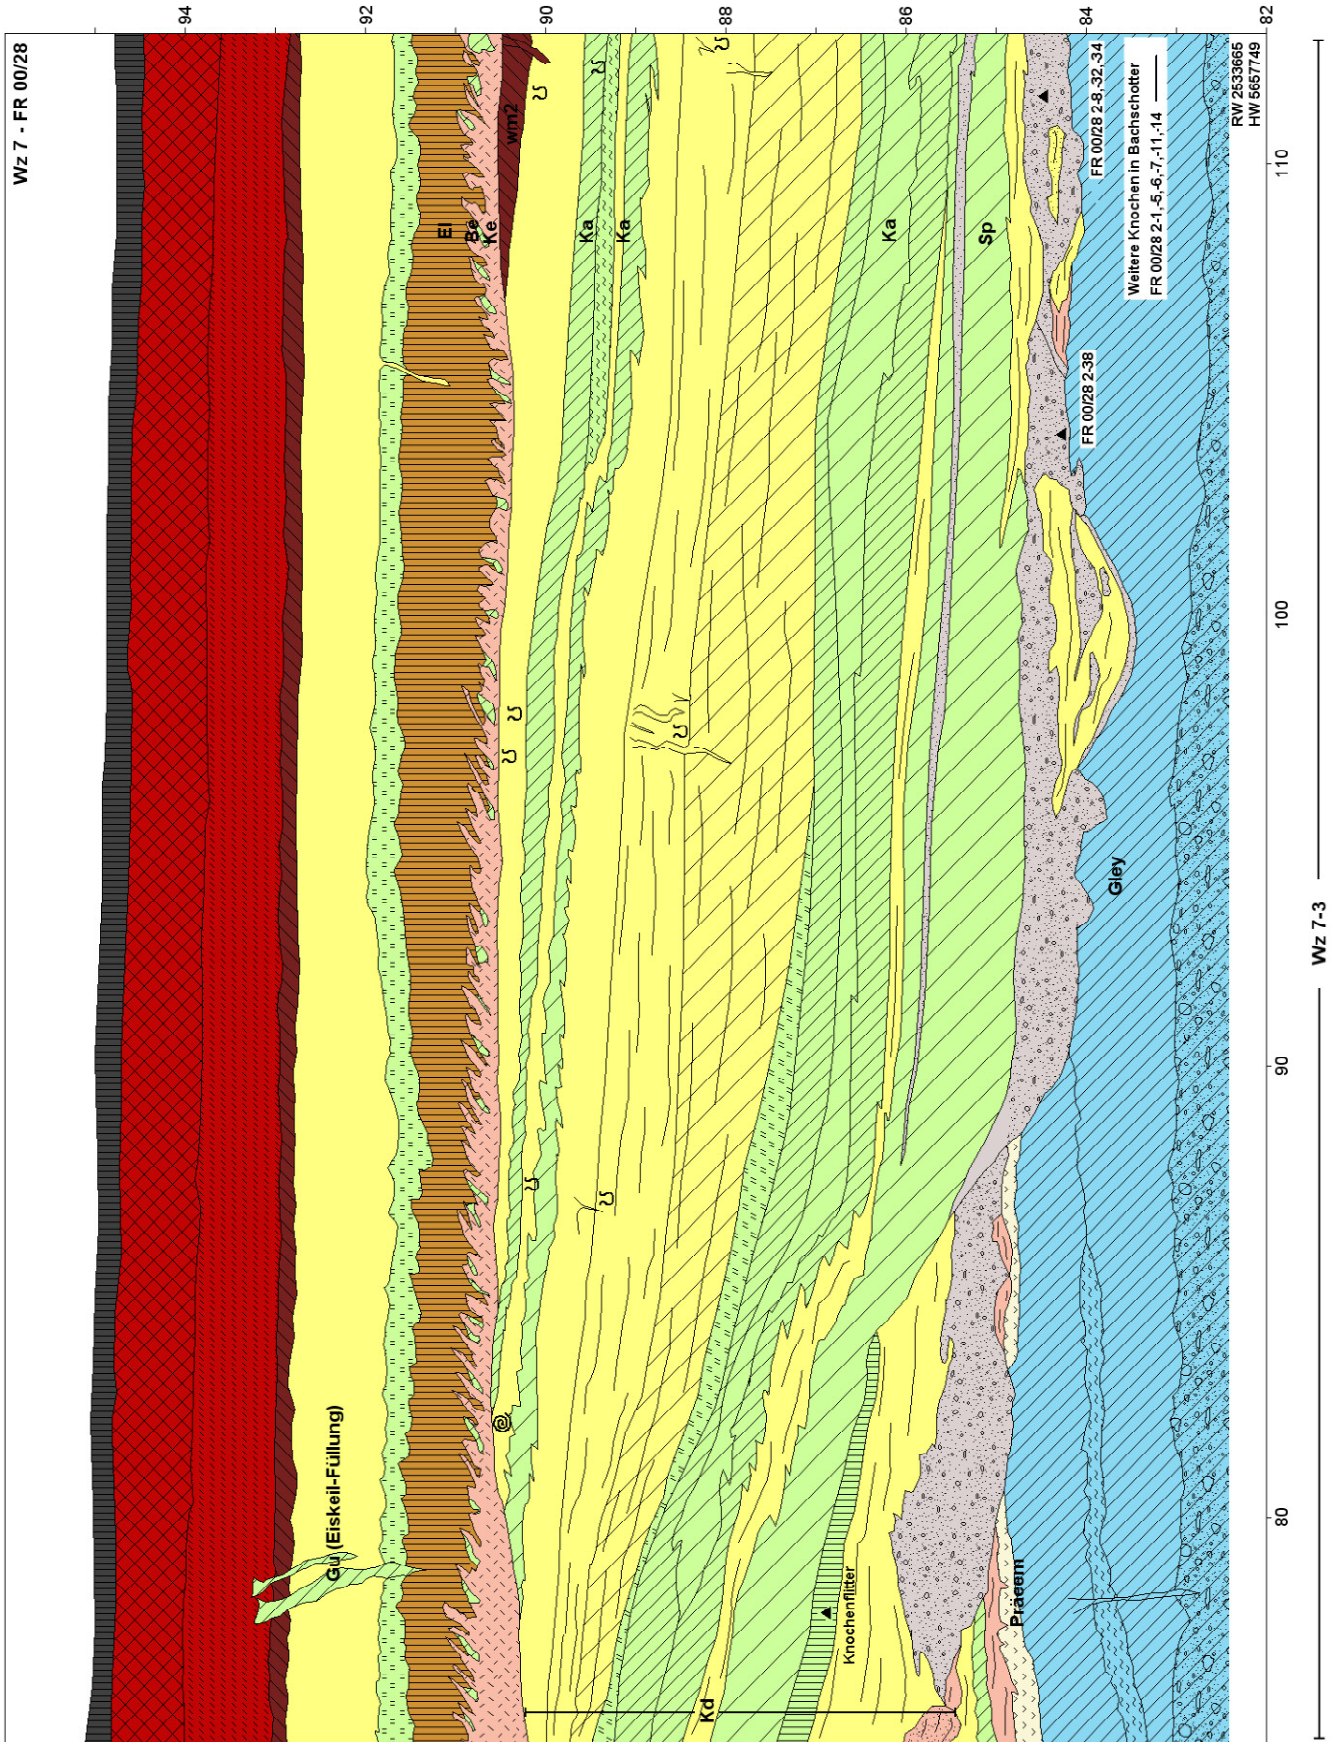 Wz 7 - FR 00/28
94
92
90
88
86
84
82
Gu (Eiskeil-Füllung)
El
Be
Ke
wm2
Ka
Ka
Ka
Sp
Kd
Knochenflitter
Präeem
Gley
FR 00/28 2-38
FR 00/28 2-8,-32,-34
Weitere Knochen in Bachschotter
FR 00/28 2-1,-5,-6,-7,-11,-14
RW 2533665
HW 5657749
80
90
100
110
Wz 7-3